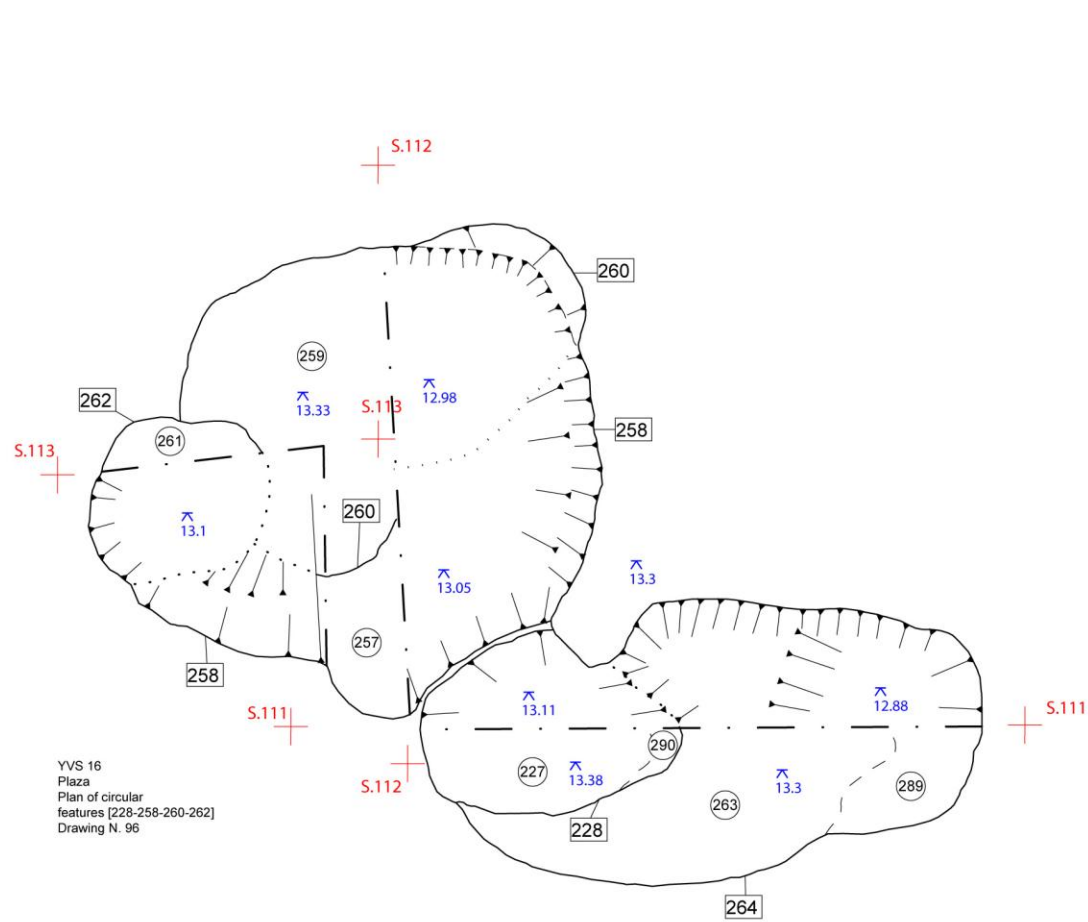 S.112
260
259
13.33
12.98
S.113
262
261
258
S.113
13.1
260
13.05
13.3
257
258
S.111
13.11
12.88
S.111
290
227
13.38
13.3
289
S.112
263
228
264
YVS 16
Plaza
Plan of circular
features [228-258-260-262]
Drawing N. 96